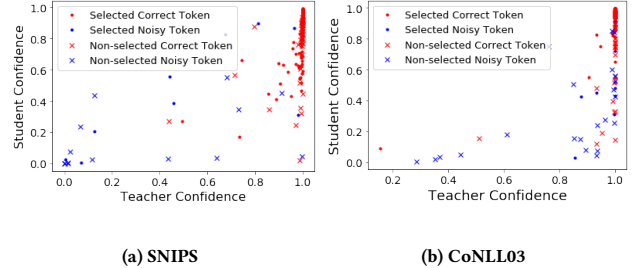 Selected Correct Token
Selected Noisy Token
Non-selected Correct Token
Non-selected Noisy Token
Student Confidence
1.0
0.8
0.6
0.4
0.2
0.0
0.0 0.2 0.4 0.6 0.8 1.0
Teacher Confidence
(a) SNIPS
Selected Correct Token
Selected Noisy Token
Non-selected Correct Token
Non-selected Noisy Token
Student Confidence
1.0
0.8
0.6
0.4
0.2
0.0
0.2 0.4 0.6 0.8 1.0
Teacher Confidence
(b) CoNLL03